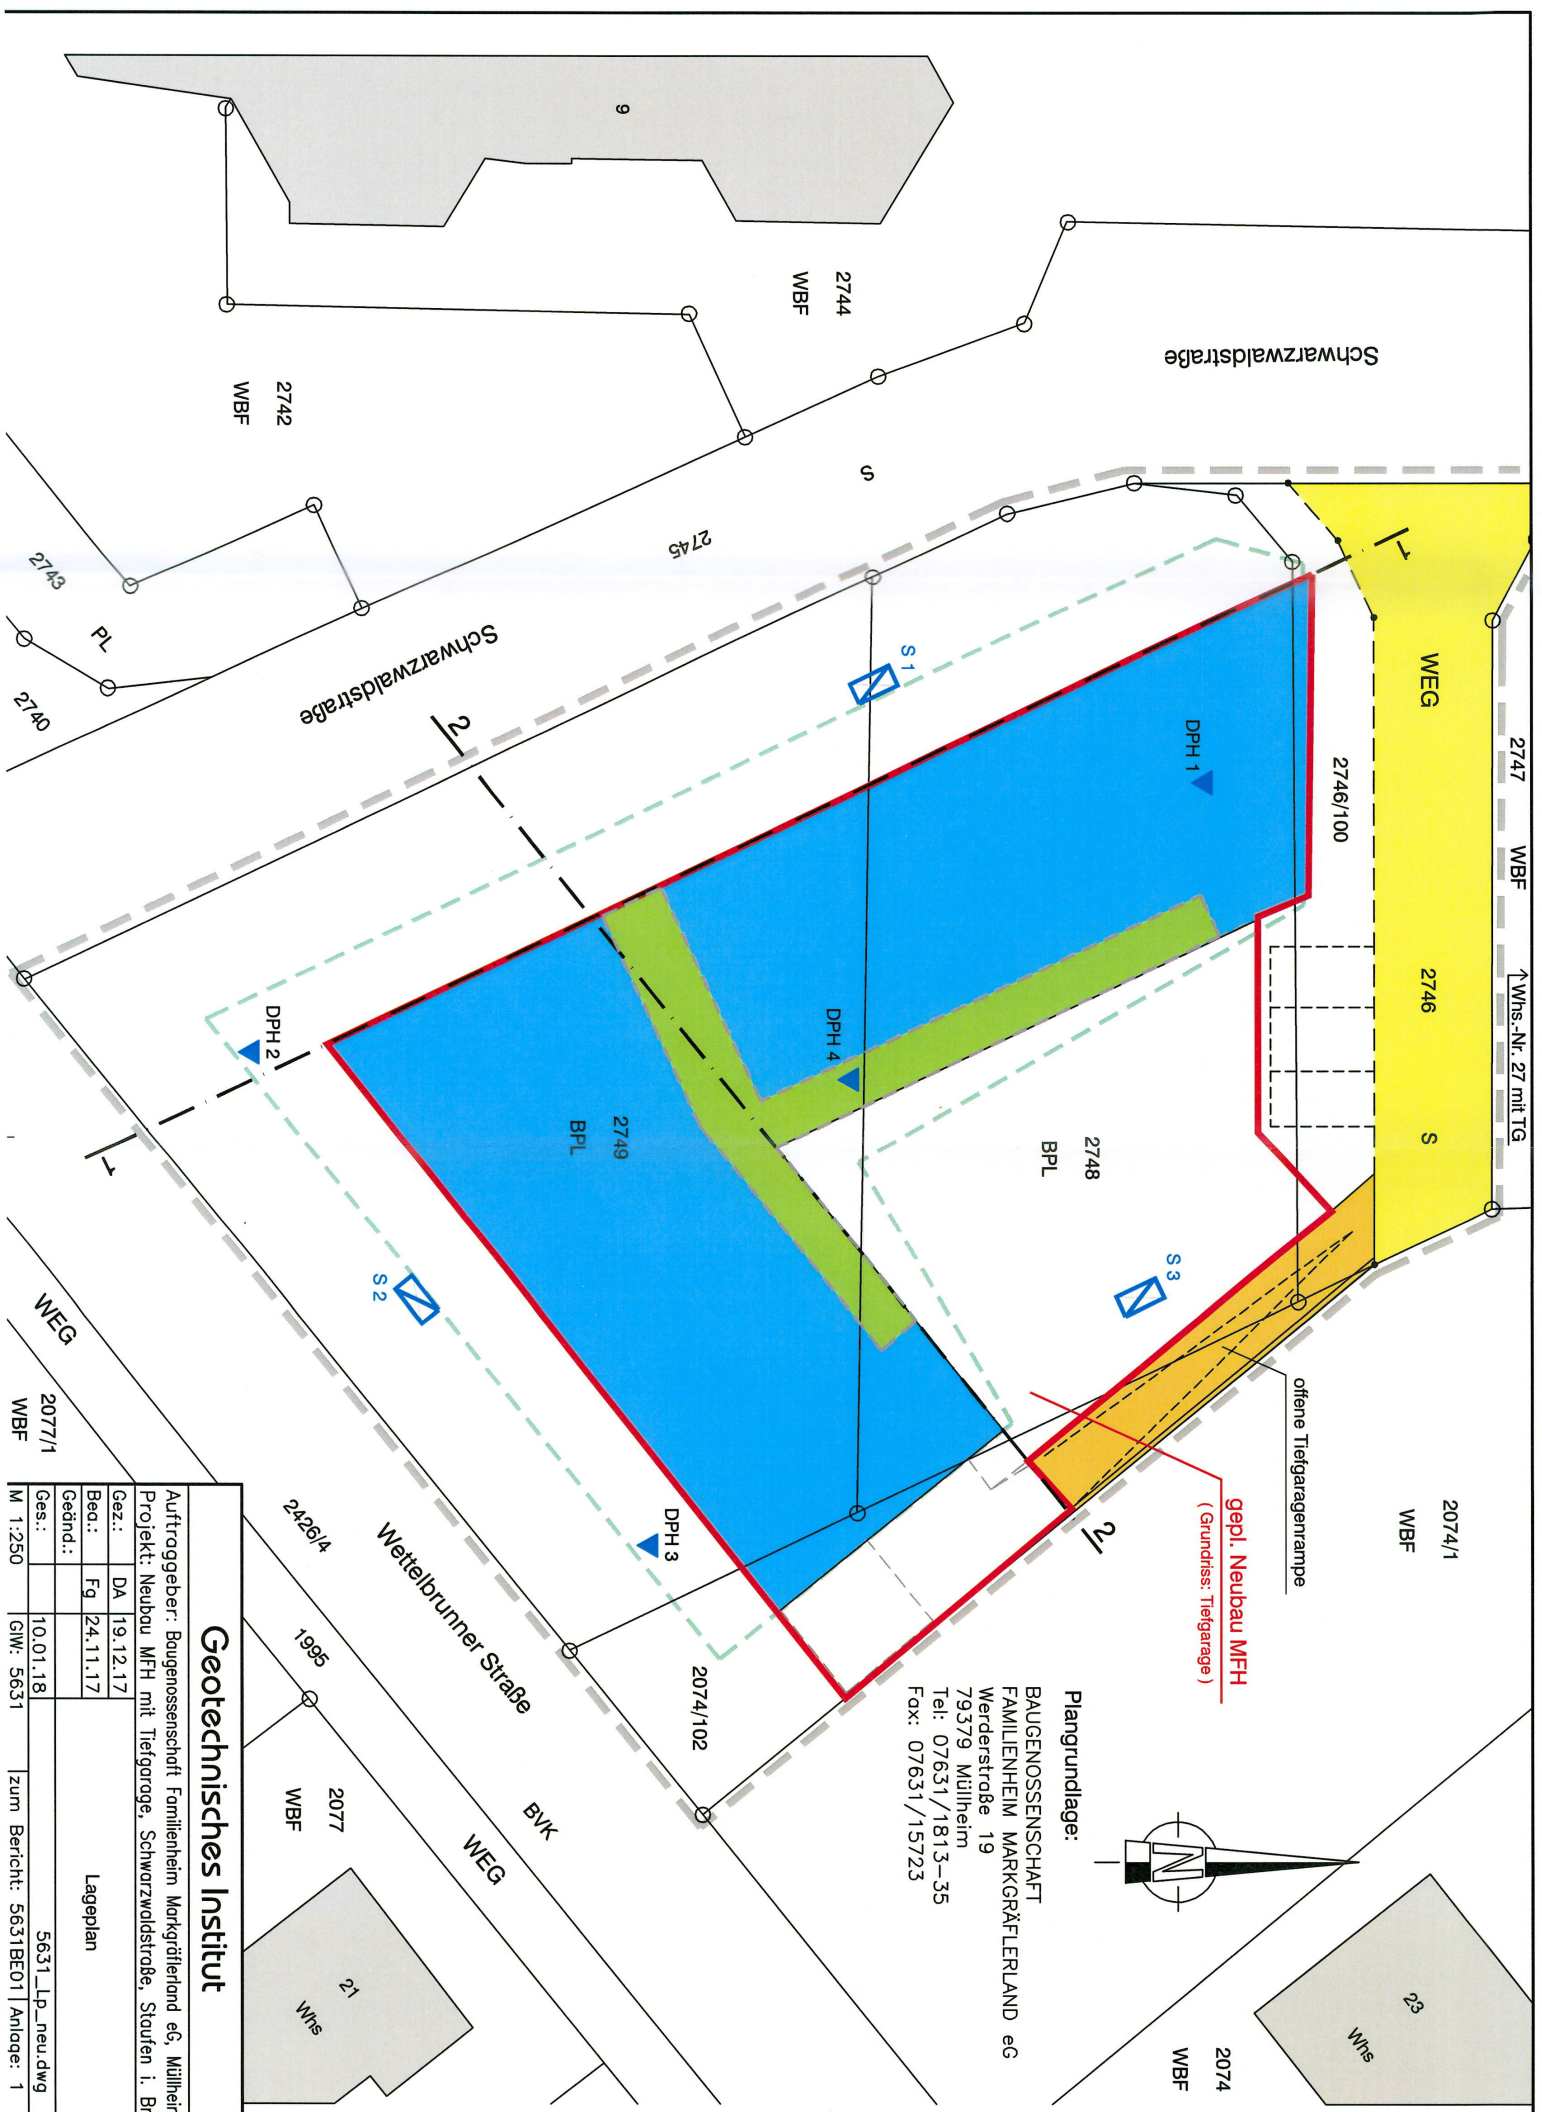 9
2744
WBF
Schwarzwaldstraße
2742
WBF
S
2745
2743
PL
2740
Schwarzwaldstraße
1
WEG
2747 WBF
↑Whs.-Nr. 27 mit TG
2746/100
2746
S
S 1
DPH 1
2
DPH 2
DPH 4
2749
BPL
2748
BPL
S 3
S 2
1
DPH 3
2
offene Tiefgaragenrampe
gepl. Neubau MFH
( Grundriss: Tiefgarage )
2074/1
WBF
WEG
2077/1
WBF
2426/4
Wettelbrunner Straße
1995
2074/102
BVK
WEG
2077
WBF
21
Whs
23
Whs
2074
WBF
N
Plangrundlage:
BAUGENOSSENSCHAFT
FAMILIENHEIM MARKGRÄFLERLAND eG
Werderstraße 19
79379 Müllheim
Tel: 07631/1813-35
Fax: 07631/15723
Geotechnisches Institut
Auftraggeber: Baugenossenschaft Familienheim Markgräflerland eG, Müllheim
Projekt: Neubau MFH mit Tiefgarage, Schwarzwaldstraße, Staufen i. Br
Gez.: DA 19.12.17
Bea.: Fg 24.11.17
Geänd.:
Lageplan
Ges.: 10.01.18 5631_Lp_neu.dwg
M 1:250 GIW: 5631 zum Bericht: 5631BE01 Anlage: 1